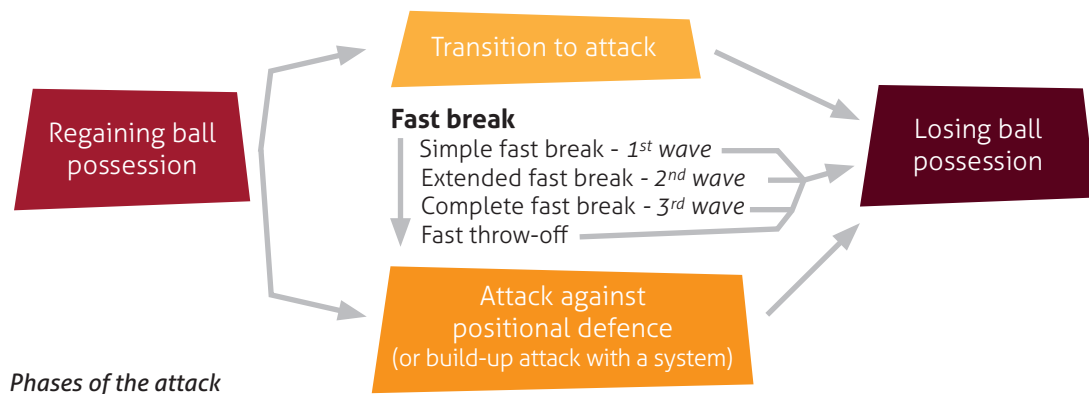 Transition to attack
Regaining ball
possession
Fast break
Simple fast break - 1st wave
Extended fast break - 2nd wave
Complete fast break - 3rd wave
Fast throw-off
Losing ball
possession
Attack against
positional defence
(or build-up attack with a system)
Phases of the attack